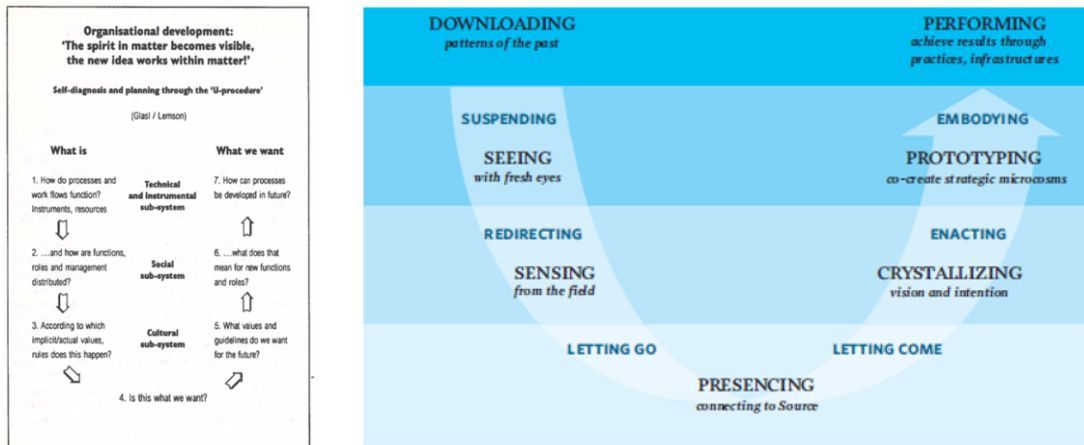 Organisational development:
'The spirit in matter becomes visible,
the new idea works within matter!'
Self-diagnosis and planning through the 'U-procedure'
(Glasl / Lemson)
What is
What we want
1. How do processes and
work flows function?
Instruments, resources
Technical
and instrumental
sub-system
7. How can processes
be developed in future?
2. ...and how are functions,
roles and management
distributed?
Social
sub-system
6. ...what does that
mean for new functions
and roles?
3. According to which
implicit/actual values,
rules does this happen?
Cultural
sub-system
5. What values and
guidelines do we want
for the future?
4. Is this what we want?
DOWNLOADING
patterns of the past
PERFORMING
achieve results through
practices, infrastructures
SUSPENDING
EMBODYING
SEEING
with fresh eyes
PROTOTYPING
co-create strategic microcosms
REDIRECTING
ENACTING
SENSING
from the field
CRYSTALLIZING
vision and intention
LETTING GO
LETTING COME
PRESENCING
connecting to Source